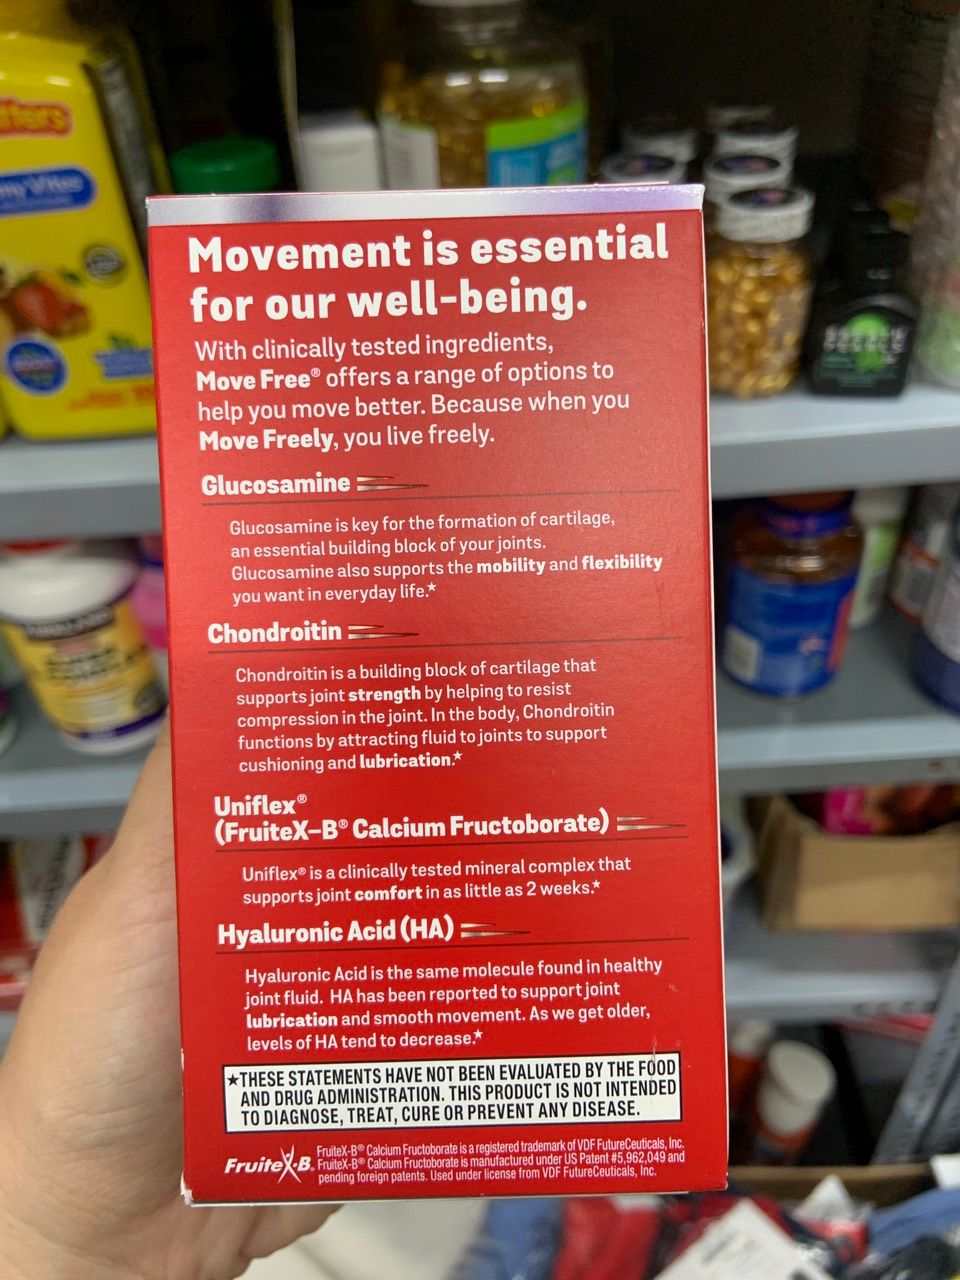 Movement is essential
for our well-being.
With clinically tested ingredients,
Move Free® offers a range of options to
help you move better. Because when you
Move Freely, you live freely.
Glucosamine
Glucosamine is key for the formation of cartilage,
an essential building block of your joints.
Glucosamine also supports the mobility and flexibility
you want in everyday life.★
Chondroitin
Chondroitin is a building block of cartilage that
supports joint strength by helping to resist
compression in the joint. In the body, Chondroitin
functions by attracting fluid to joints to support
cushioning and lubrication.★
Uniflex®
(FruiteX–B® Calcium Fructoborate)
Uniflex® is a clinically tested mineral complex that
supports joint comfort in as little as 2 weeks.★
Hyaluronic Acid (HA)
Hyaluronic Acid is the same molecule found in healthy
joint fluid. HA has been reported to support joint
lubrication and smooth movement. As we get older,
levels of HA tend to decrease.★
★THESE STATEMENTS HAVE NOT BEEN EVALUATED BY THE FOOD
AND DRUG ADMINISTRATION. THIS PRODUCT IS NOT INTENDED
TO DIAGNOSE, TREAT, CURE OR PREVENT ANY DISEASE.
FruiteX-B®
FruiteX-B® Calcium Fructoborate is a registered trademark of VDF FutureCeuticals, Inc.
FruiteX-B® Calcium Fructoborate is manufactured under US Patent #5,962,049 and
pending foreign patents. Used under license from VDF FutureCeuticals, Inc.